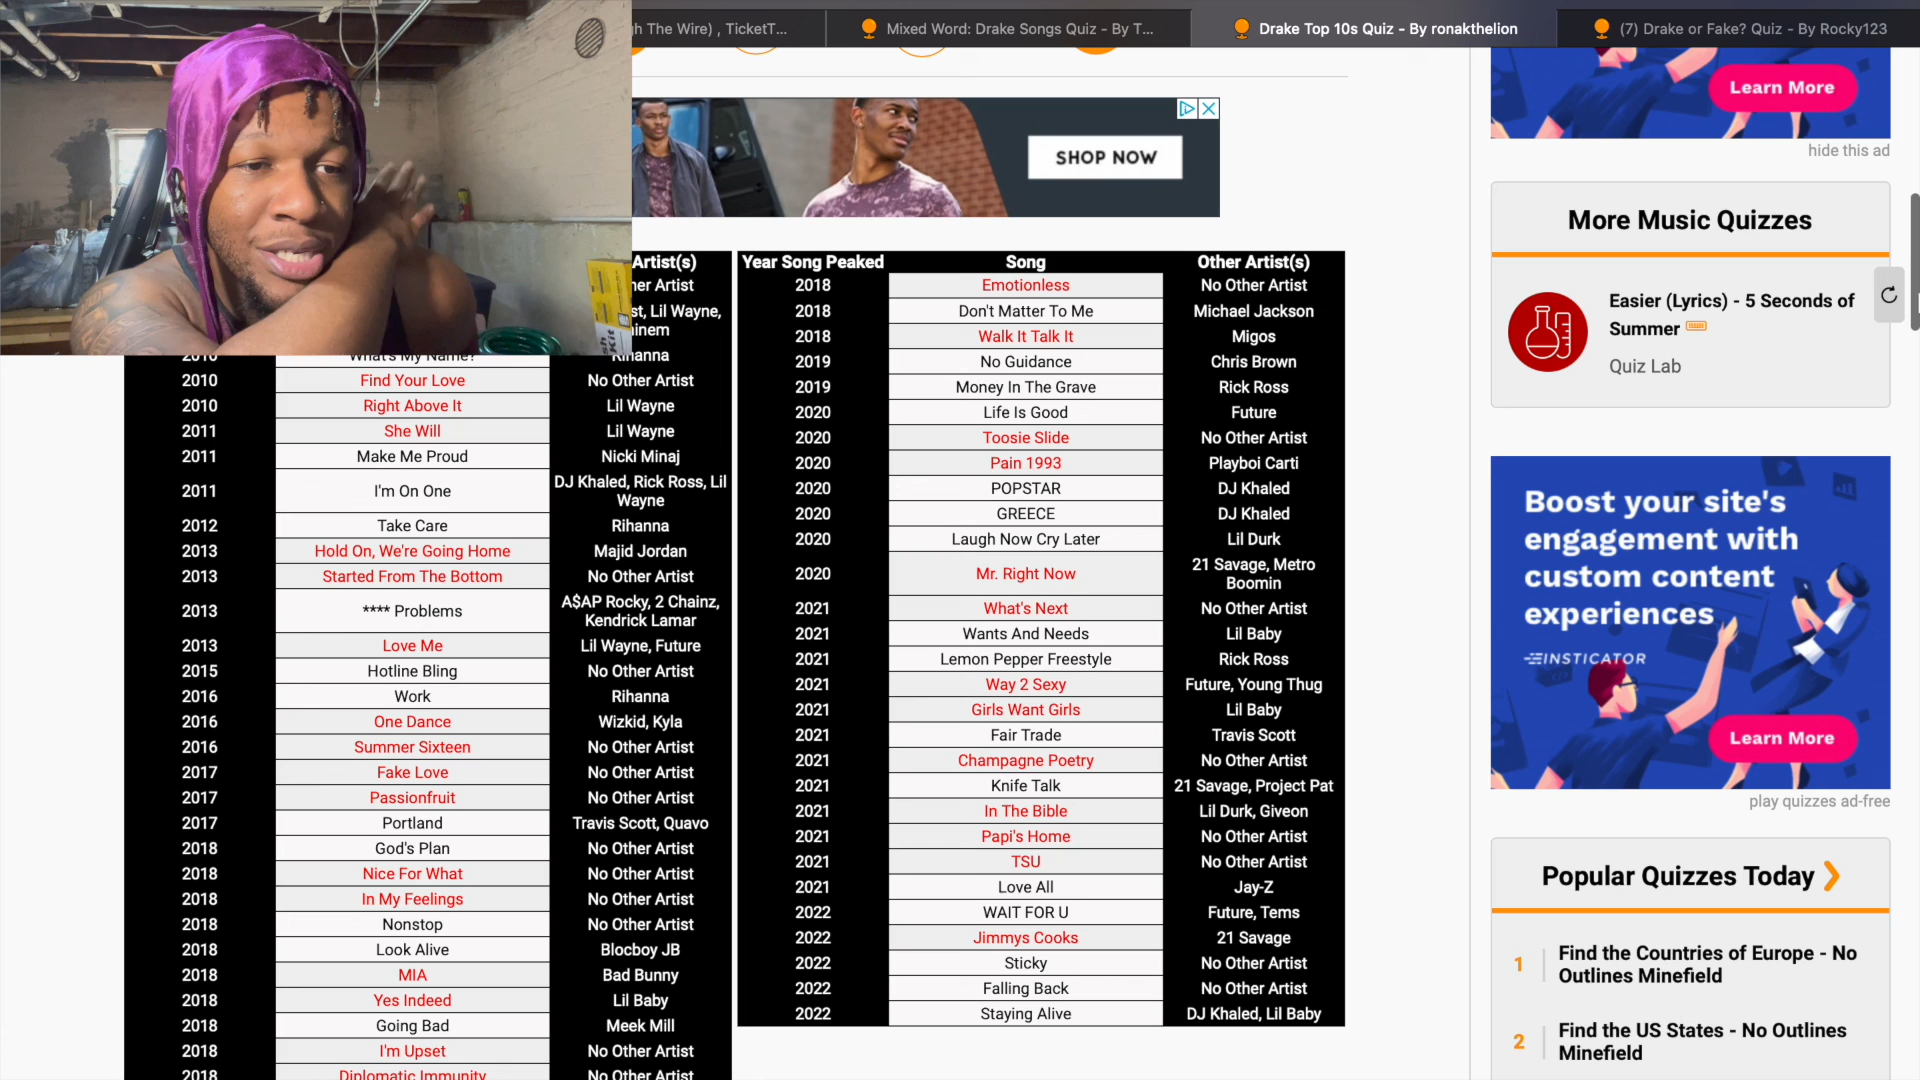 gh The Wire) , TicketT...
Mixed Word: Drake Songs Quiz - By T...
Drake Top 10s Quiz - By ronakthelion
(7) Drake or Fake? Quiz - By Rocky123
Learn More
SHOP NOW
hide this ad
More Music Quizzes
Easier (Lyrics) - 5 Seconds of
Summer
Quiz Lab
Artist(s)
her Artist
st, Lil Wayne,
inem
2010 What's My Name? Rihanna
2010 Find Your Love No Other Artist
2010 Right Above It Lil Wayne
2011 She Will Lil Wayne
2011 Make Me Proud Nicki Minaj
2011 I'm On One DJ Khaled, Rick Ross, Lil
Wayne
2012 Take Care Rihanna
2013 Hold On, We're Going Home Majid Jordan
2013 Started From The Bottom No Other Artist
2013 **** Problems A$AP Rocky, 2 Chainz,
Kendrick Lamar
2013 Love Me Lil Wayne, Future
2015 Hotline Bling No Other Artist
2016 Work Rihanna
2016 One Dance Wizkid, Kyla
2016 Summer Sixteen No Other Artist
2017 Fake Love No Other Artist
2017 Passionfruit No Other Artist
2017 Portland Travis Scott, Quavo
2018 God's Plan No Other Artist
2018 Nice For What No Other Artist
2018 In My Feelings No Other Artist
2018 Nonstop No Other Artist
2018 Look Alive Blocboy JB
2018 MIA Bad Bunny
2018 Yes Indeed Lil Baby
2018 Going Bad Meek Mill
2018 I'm Upset No Other Artist
2018 Diplomatic Immunity No Other Artist
Year Song Peaked Song Other Artist(s)
2018 Emotionless No Other Artist
2018 Don't Matter To Me Michael Jackson
2018 Walk It Talk It Migos
2019 No Guidance Chris Brown
2019 Money In The Grave Rick Ross
2020 Life Is Good Future
2020 Toosie Slide No Other Artist
2020 Pain 1993 Playboi Carti
2020 POPSTAR DJ Khaled
2020 GREECE DJ Khaled
2020 Laugh Now Cry Later Lil Durk
2020 Mr. Right Now 21 Savage, Metro
Boomin
2021 What's Next No Other Artist
2021 Wants And Needs Lil Baby
2021 Lemon Pepper Freestyle Rick Ross
2021 Way 2 Sexy Future, Young Thug
2021 Girls Want Girls Lil Baby
2021 Fair Trade Travis Scott
2021 Champagne Poetry No Other Artist
2021 Knife Talk 21 Savage, Project Pat
2021 In The Bible Lil Durk, Giveon
2021 Papi's Home No Other Artist
2021 TSU No Other Artist
2021 Love All Jay-Z
2022 WAIT FOR U Future, Tems
2022 Jimmys Cooks 21 Savage
2022 Sticky No Other Artist
2022 Falling Back No Other Artist
2022 Staying Alive DJ Khaled, Lil Baby
Boost your site's
engagement with
custom content
experiences
INSTICATOR
Learn More
play quizzes ad-free
Popular Quizzes Today
1 Find the Countries of Europe - No
Outlines Minefield
2 Find the US States - No Outlines
Minefield